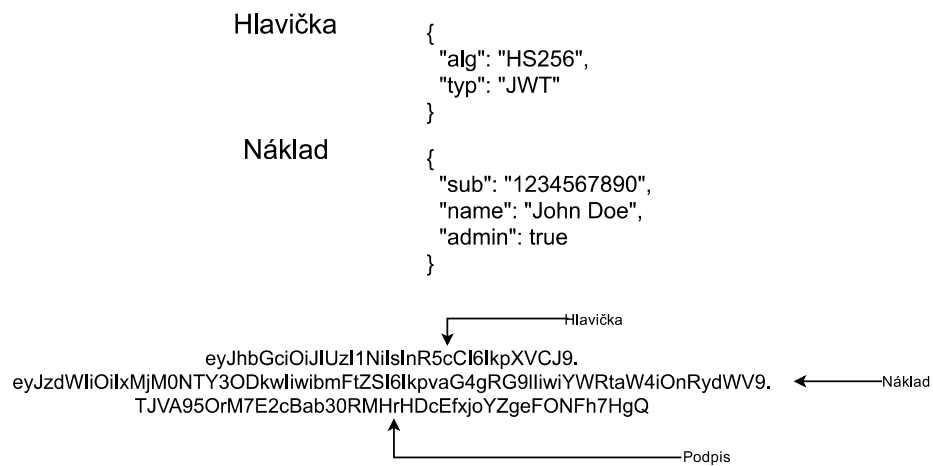 Hlavička
{
"alg": "HS256",
"typ": "JWT"
}
Náklad
{
"sub": "1234567890",
"name": "John Doe",
"admin": true
}
Hlavička
eyJhbGciOiJIUzI1NiIsInR5cCI6IkpXVCJ9.
eyJzdWIiOiIxMjM0NTY3ODkwIiwibmFtZSI6IkpvaG4gRG9lIiwiYWRtaW4iOnRydWV9.
Náklad
TJVA95OrM7E2cBab30RMHrHDcEfxjoYZgeFONFh7HgQ
Podpis